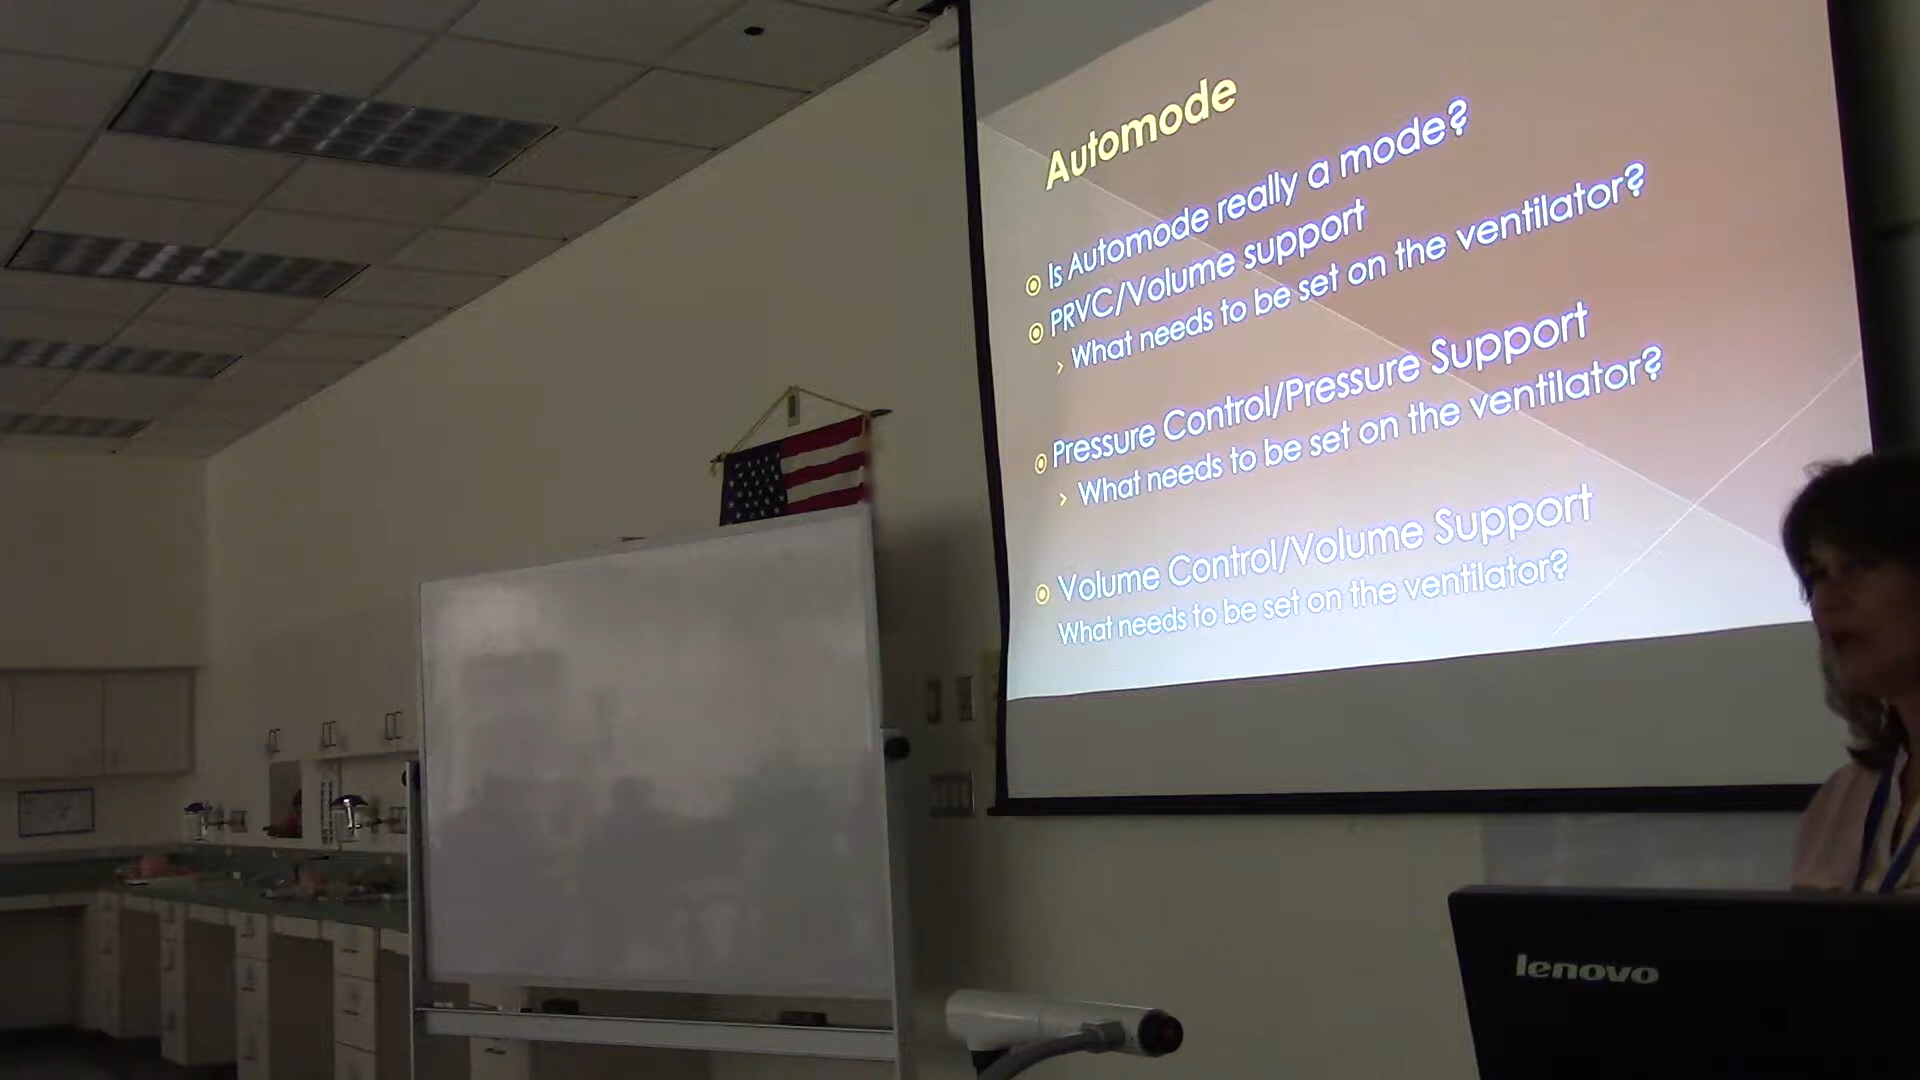 Automode
Is Automode really a mode?
PRVC/Volume support
What needs to be set on the ventilator?
Pressure Control/Pressure Support
What needs to be set on the ventilator?
Volume Control/Volume Support
What needs to be set on the ventilator?
lenovo